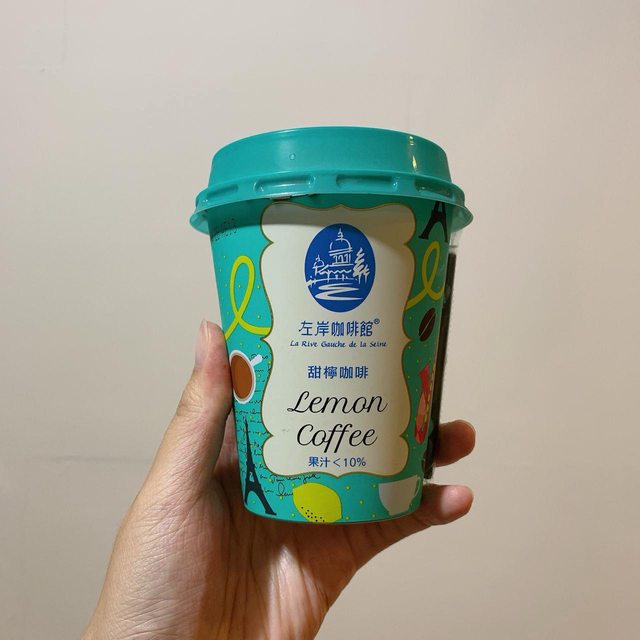 左岸咖啡館®
La Rive Gauche de la Seine
甜檸咖啡
Lemon
Coffee
果汁<10%